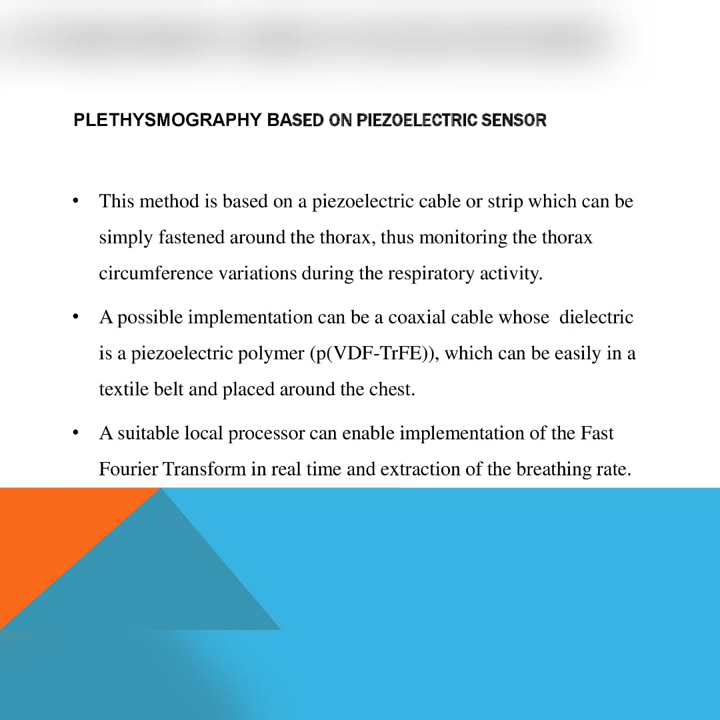 PLETHYSMOGRAPHY BASED ON PIEZOELECTRIC SENSOR
• This method is based on a piezoelectric cable or strip which can be
simply fastened around the thorax, thus monitoring the thorax
circumference variations during the respiratory activity.
• A possible implementation can be a coaxial cable whose  dielectric
is a piezoelectric polymer (p(VDF-TrFE)), which can be easily in a
textile belt and placed around the chest.
• A suitable local processor can enable implementation of the Fast
Fourier Transform in real time and extraction of the breathing rate.